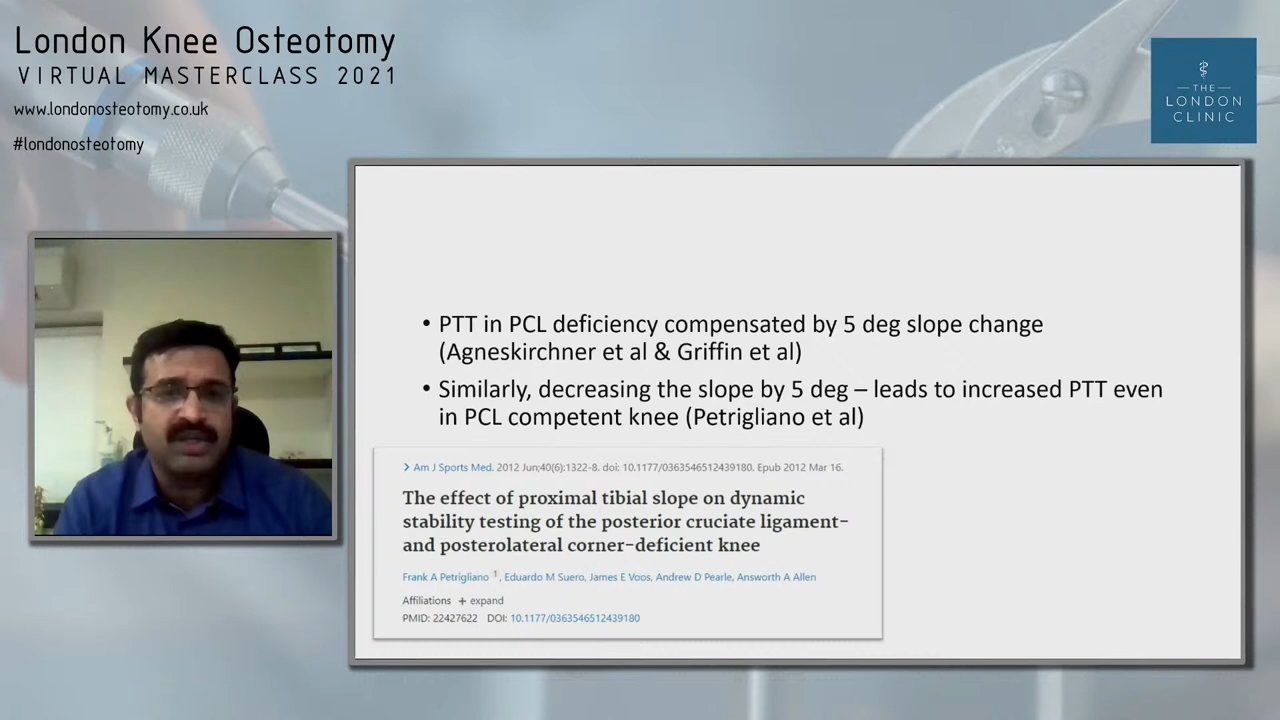 London Knee Osteotomy
VIRTUAL MASTERCLASS 2021
www.londonosteotomy.co.uk
#londonosteotomy
THE
LONDON
CLINIC
• PTT in PCL deficiency compensated by 5 deg slope change
(Agneskirchner et al & Griffin et al)
• Similarly, decreasing the slope by 5 deg – leads to increased PTT even
in PCL competent knee (Petrigliano et al)
> Am J Sports Med. 2012 Jun;40(6):1322-8. doi: 10.1177/0363546512439180. Epub 2012 Mar 16.
The effect of proximal tibial slope on dynamic
stability testing of the posterior cruciate ligament-
and posterolateral corner-deficient knee
Frank A Petrigliano 1, Eduardo M Suero, James E Voos, Andrew D Pearle, Answorth A Allen
Affiliations + expand
PMID: 22427622 DOI: 10.1177/0363546512439180